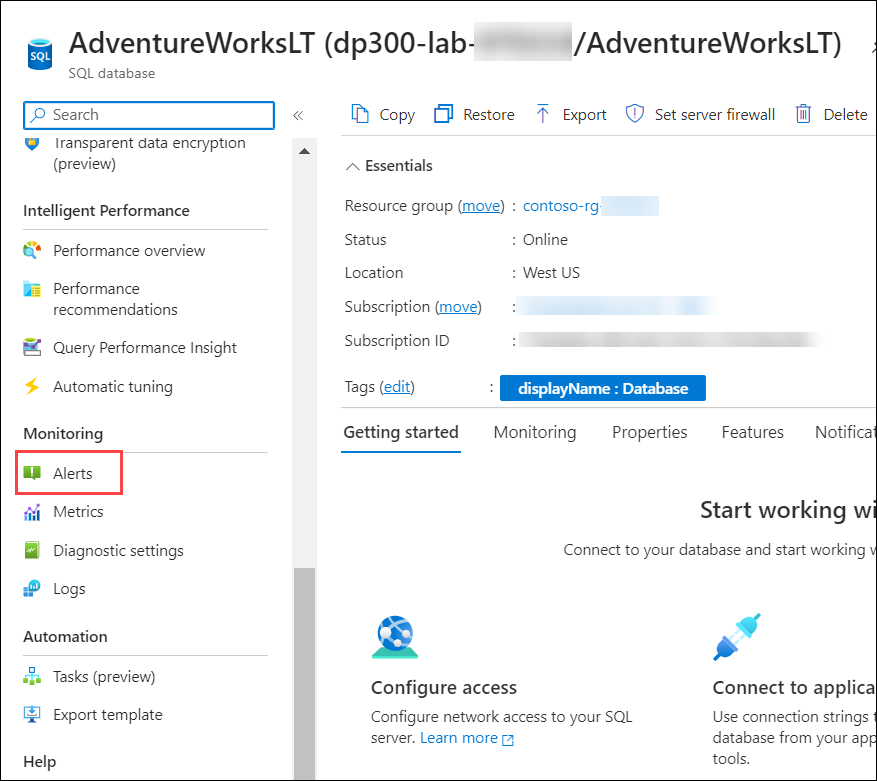 AdventureWorksLT (dp300-lab-/AdventureWorksLT)
SQL
SQL database
Search
«
Copy
Restore
Export
Set server firewall
Delete
Transparent data encryption
(preview)
Intelligent Performance
Performance overview
Performance
recommendations
Query Performance Insight
Automatic tuning
Monitoring
Alerts
Metrics
Diagnostic settings
Logs
Automation
Tasks (preview)
Export template
Help
Essentials
Resource group (move) : contoso-rg-
Status : Online
Location : West US
Subscription (move) :
Subscription ID :
Tags (edit) : displayName : Database
Getting started
Monitoring
Properties
Features
Notificat
Start working wi
Connect to your database and start working w
Configure access
Configure network access to your SQL
server. Learn more
Connect to applica
Use connection strings t
database from your app
tools.